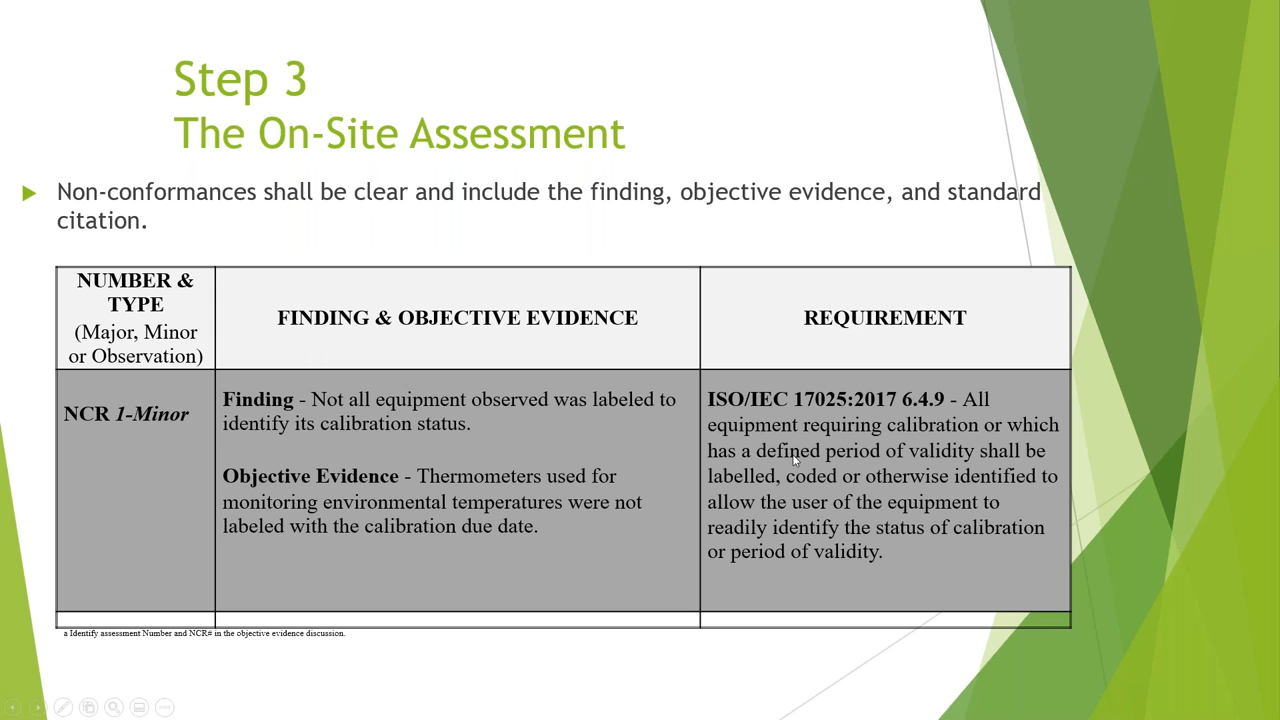 Step 3
The On-Site Assessment
Non-conformances shall be clear and include the finding, objective evidence, and standard
citation.
NUMBER &
TYPE
(Major, Minor
or Observation)
FINDING & OBJECTIVE EVIDENCE
REQUIREMENT
NCR 1-Minor
Finding - Not all equipment observed was labeled to
identify its calibration status.
Objective Evidence - Thermometers used for
monitoring environmental temperatures were not
labeled with the calibration due date.
ISO/IEC 17025:2017 6.4.9 - All
equipment requiring calibration or which
has a defined period of validity shall be
labelled, coded or otherwise identified to
allow the user of the equipment to
readily identify the status of calibration
or period of validity.
a Identify assessment Number and NCR# in the objective evidence discussion.